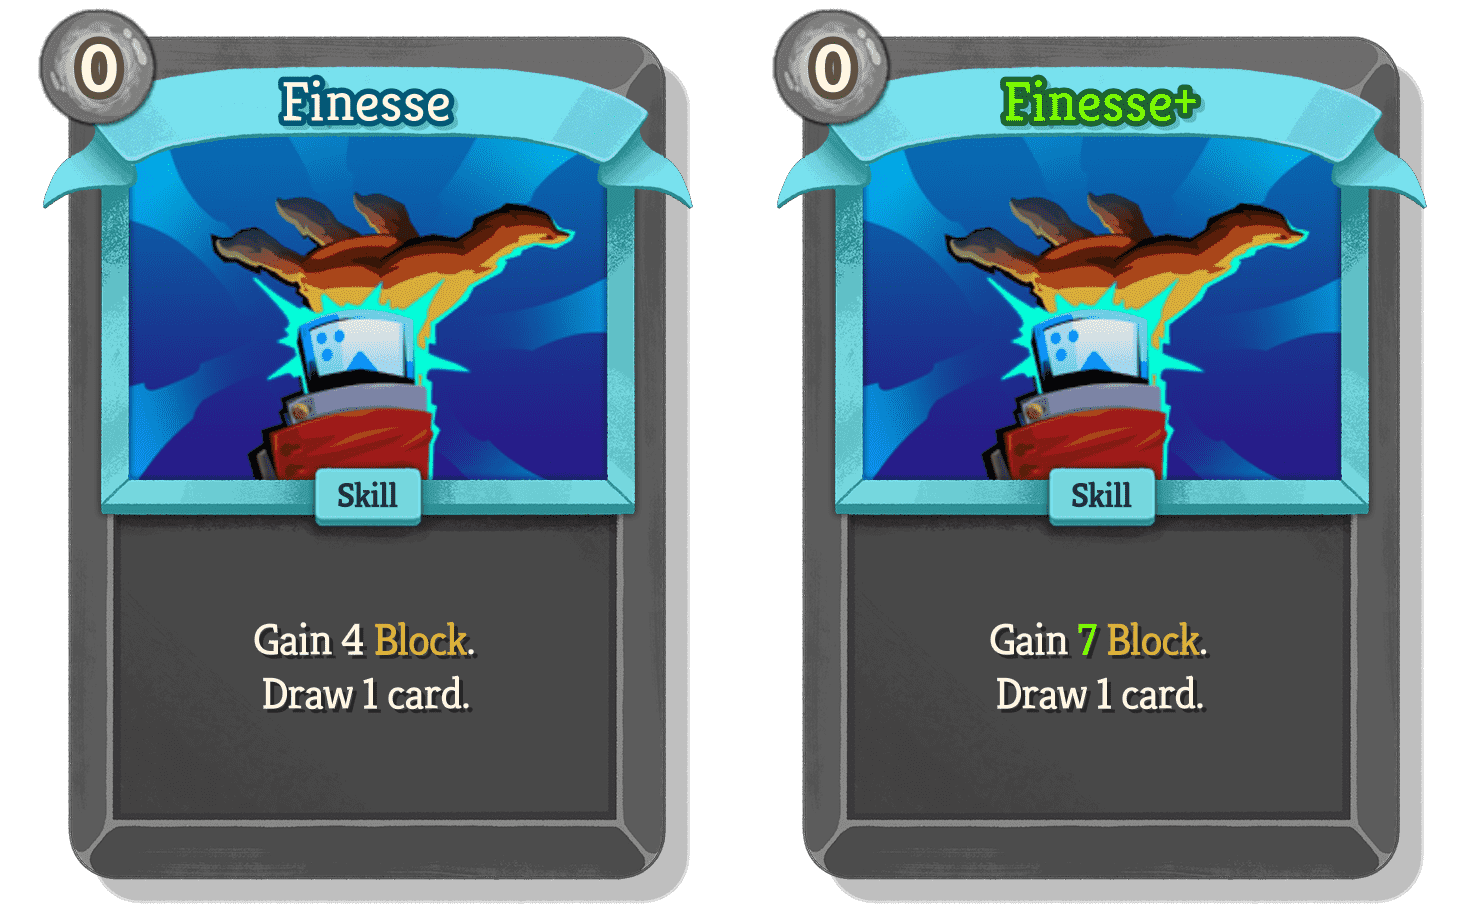 0
Finesse
Skill
Gain 4 Block.
Draw 1 card.
0
Finesse+
Skill
Gain 7 Block.
Draw 1 card.